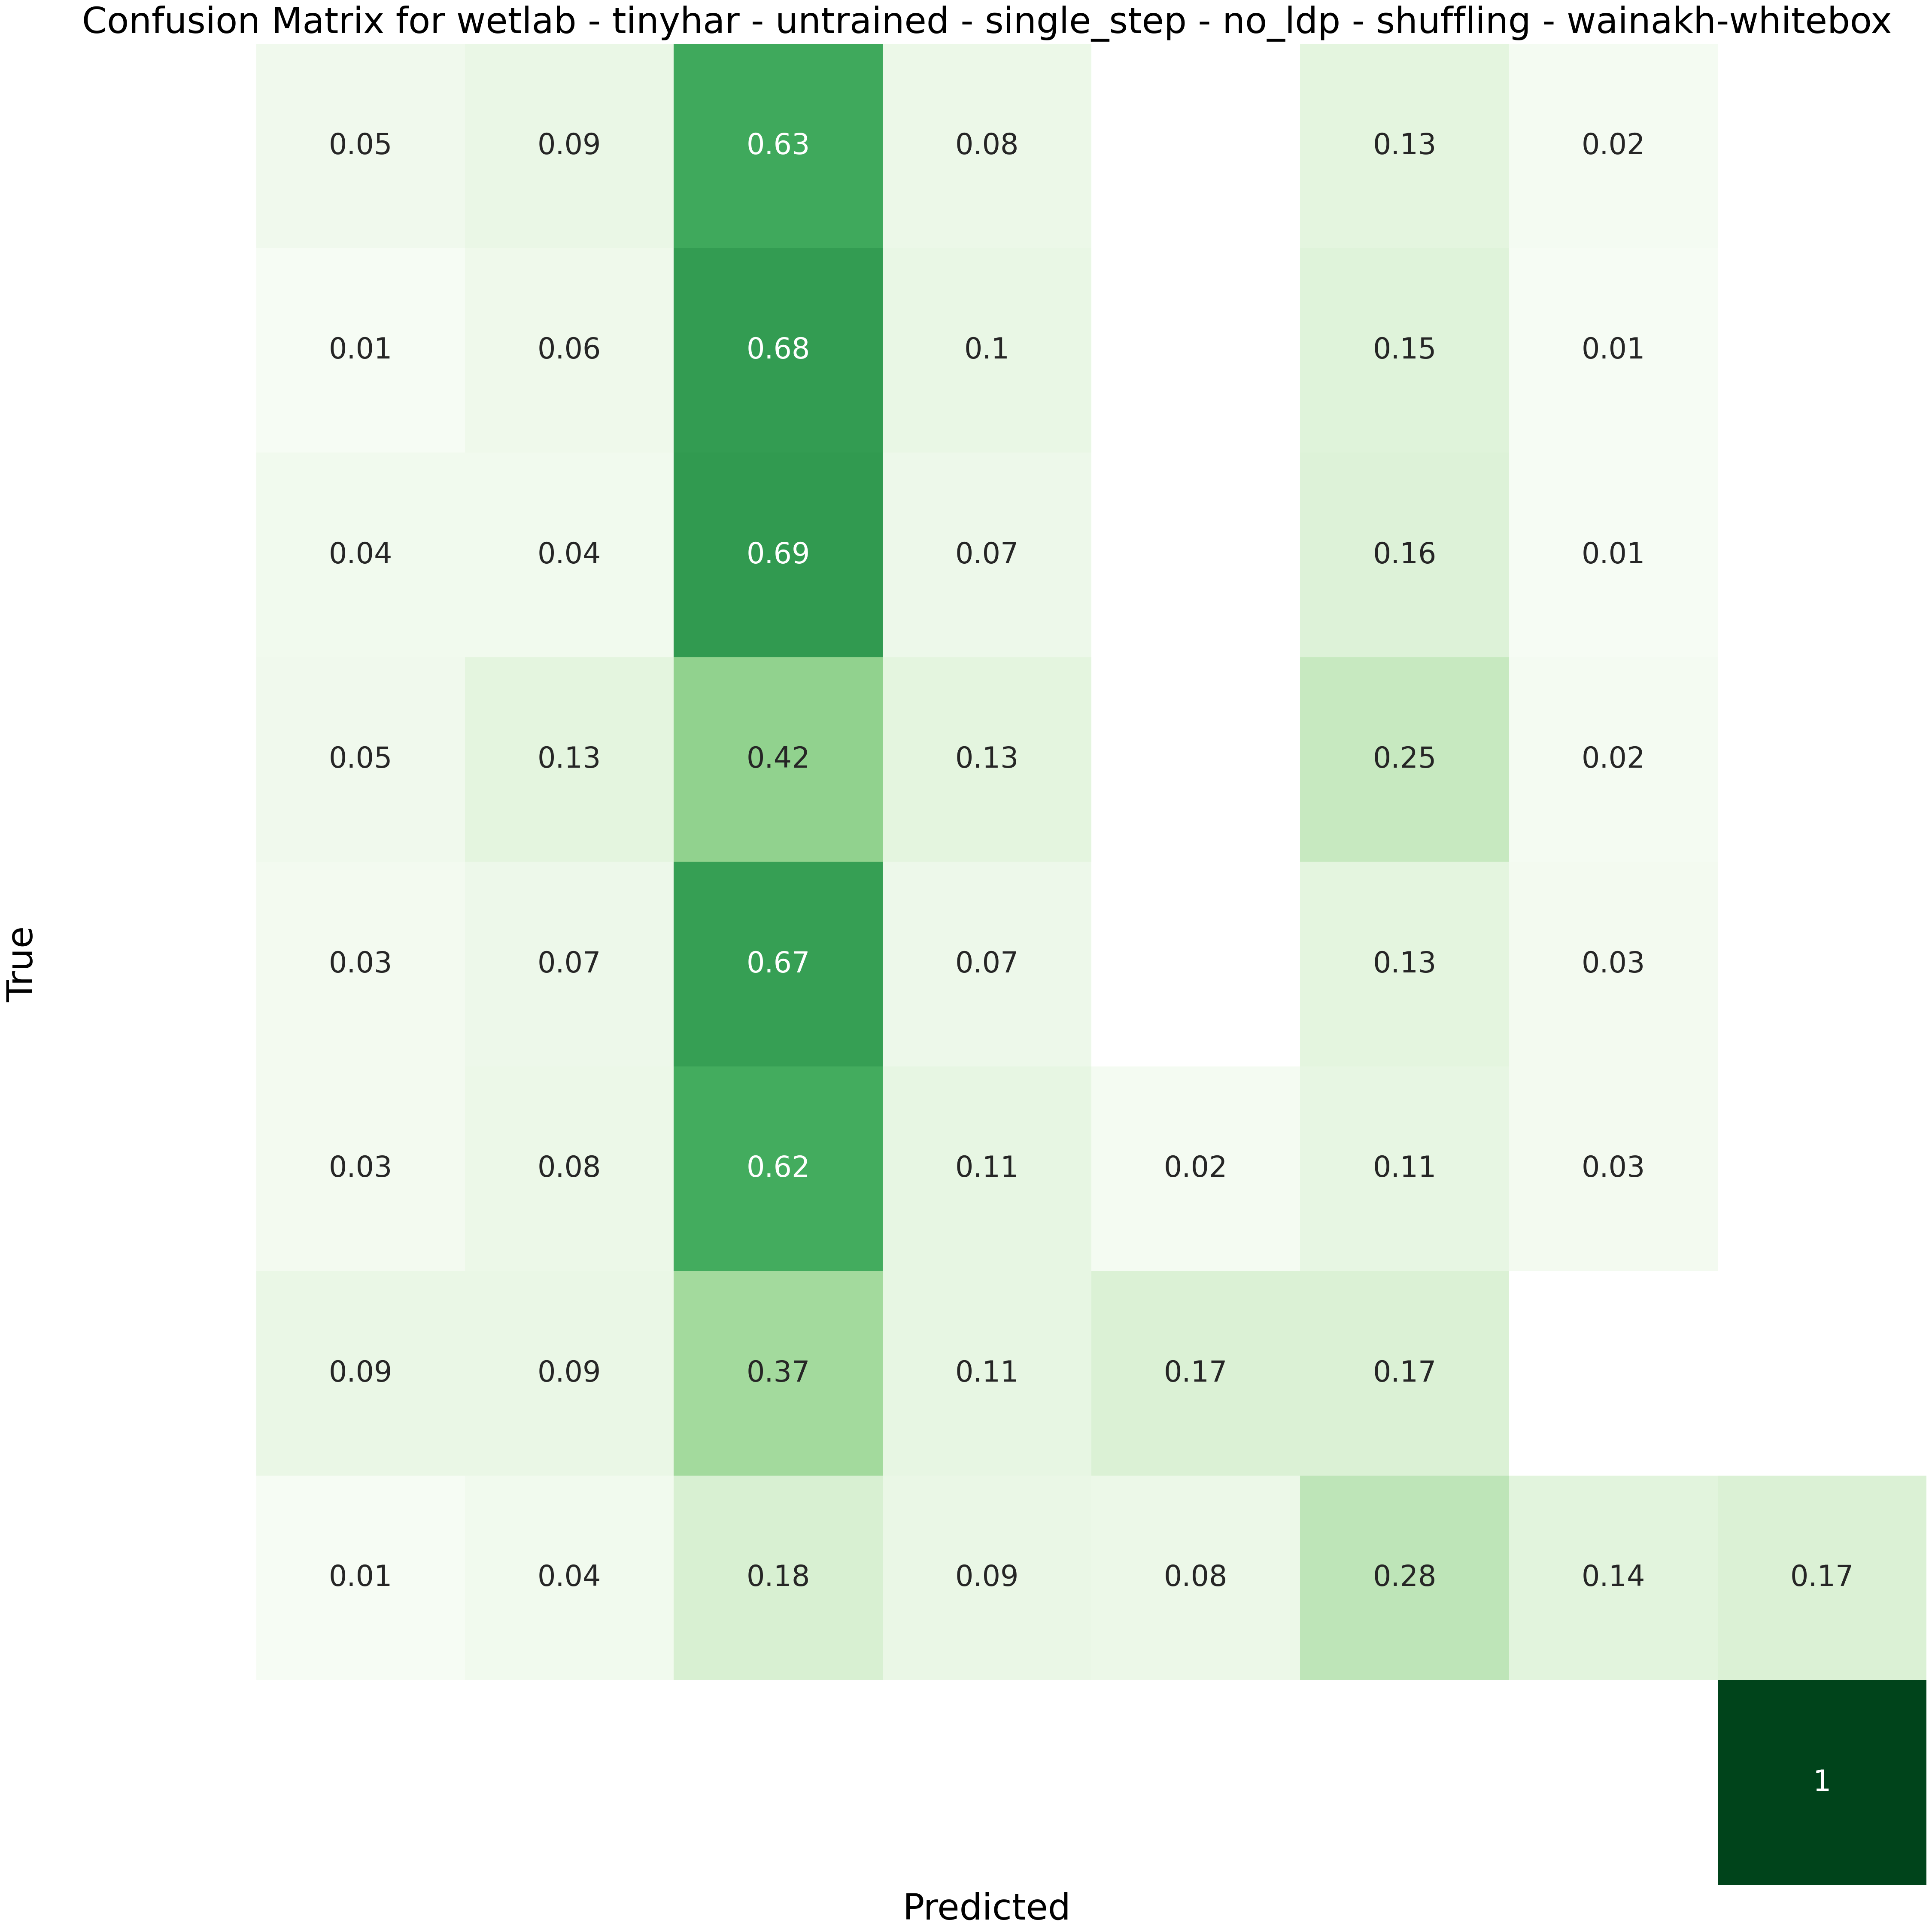 Confusion Matrix for wetlab - tinyhar - untrained - single_step - no_ldp - shuffling - wainakh-whitebox
0.05 0.09 0.63 0.08 0.13 0.02
0.01 0.06 0.68 0.1 0.15 0.01
0.04 0.04 0.69 0.07 0.16 0.01
0.05 0.13 0.42 0.13 0.25 0.02
0.03 0.07 0.67 0.07 0.13 0.03
True
0.03 0.08 0.62 0.11 0.02 0.11 0.03
0.09 0.09 0.37 0.11 0.17 0.17
0.01 0.04 0.18 0.09 0.08 0.28 0.14 0.17
1
Predicted